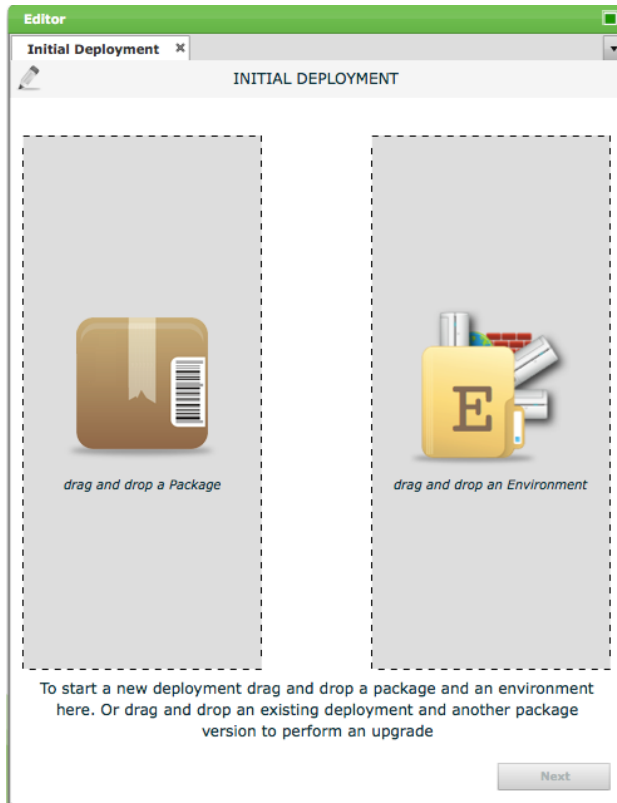 Editor
Initial Deployment
INITIAL DEPLOYMENT
E
drag and drop a Package
drag and drop an Environment
To start a new deployment drag and drop a package and an environment
here. Or drag and drop an existing deployment and another package
version to perform an upgrade
Next